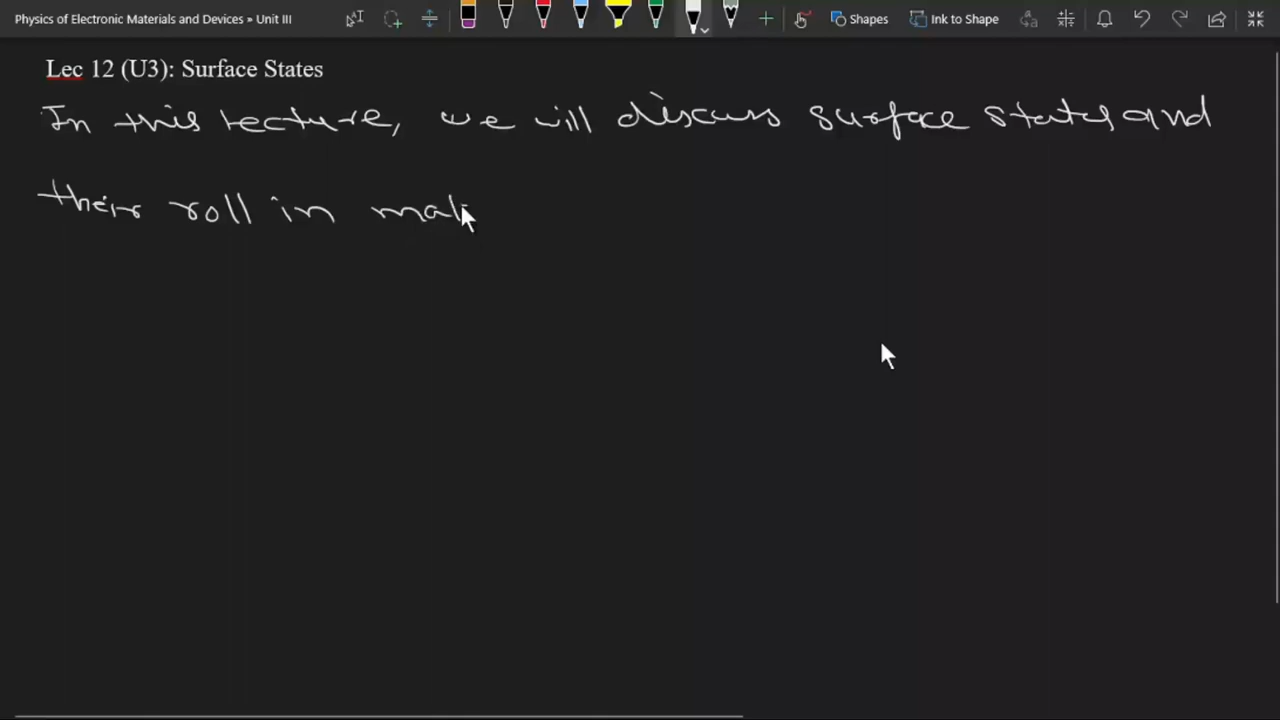 Physics of Electronic Materials and Devices » Unit III
Shapes
Ink to Shape
Lec 12 (U3): Surface States
In this lecture, we will discuss surface states and
their roll in